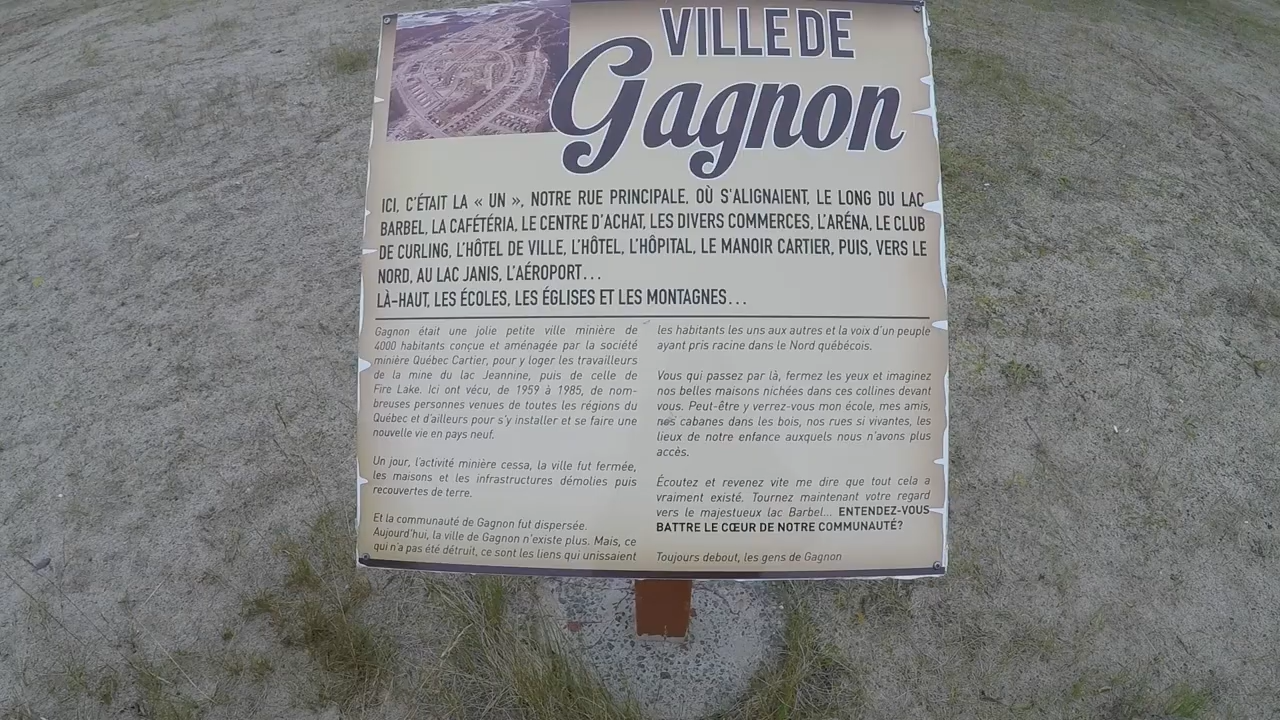 VILLE DE
Gagnon
ICI, C'ÉTAIT LA « UN », NOTRE RUE PRINCIPALE, OÙ S'ALIGNAIENT, LE LONG DU LAC
BARBEL, LA CAFÉTÉRIA, LE CENTRE D'ACHAT, LES DIVERS COMMERCES, L'ARÉNA, LE CLUB
DE CURLING, L'HÔTEL DE VILLE, L'HÔTEL, L'HÔPITAL, LE MANOIR CARTIER, PUIS, VERS LE
NORD, AU LAC JANIS, L'AÉROPORT...
LÀ-HAUT, LES ÉCOLES, LES ÉGLISES ET LES MONTAGNES...
Gagnon était une jolie petite ville minière de
4000 habitants conçue et aménagée par la société
minière Québec Cartier, pour y loger les travailleurs
de la mine du lac Jeannine, puis de celle de
Fire Lake. Ici ont vécu, de 1959 à 1985, de nom-
breuses personnes venues de toutes les régions du
Québec et d'ailleurs pour s'y installer et se faire une
nouvelle vie en pays neuf.
Un jour, l'activité minière cessa, la ville fut fermée,
les maisons et les infrastructures démolies puis
recouvertes de terre.
Et la communauté de Gagnon fut dispersée.
Aujourd'hui, la ville de Gagnon n'existe plus. Mais, ce
qui n'a pas été détruit, ce sont les liens qui unissaient
les habitants les uns aux autres et la voix d'un peuple
ayant pris racine dans le Nord québécois.
Vous qui passez par là, fermez les yeux et imaginez
nos belles maisons nichées dans ces collines devant
vous. Peut-être y verrez-vous mon école, mes amis,
nos cabanes dans les bois, nos rues si vivantes, les
lieux de notre enfance auxquels nous n'avons plus
accès.
Écoutez et revenez vite me dire que tout cela a
vraiment existé. Tournez maintenant votre regard
vers le majestueux lac Barbel... ENTENDEZ-VOUS
BATTRE LE CŒUR DE NOTRE COMMUNAUTÉ?
Toujours debout, les gens de Gagnon